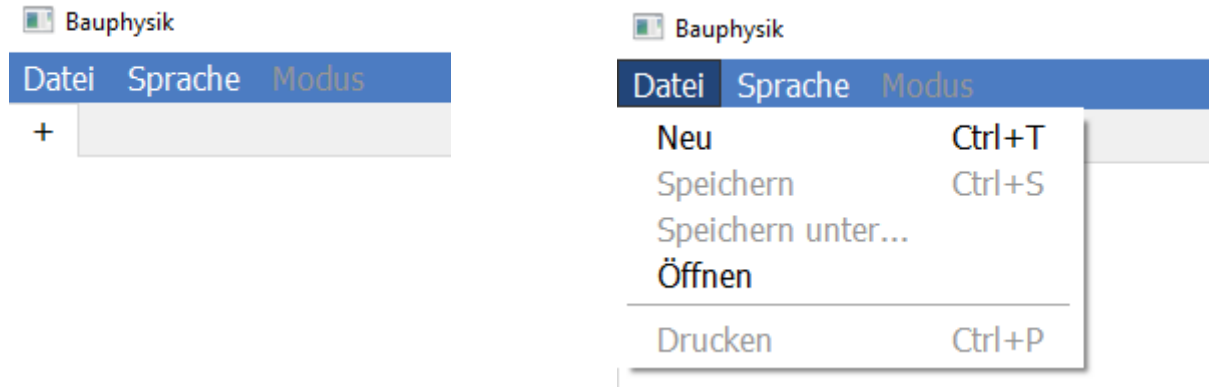 Bauphysik
Datei Sprache Modus
+
Bauphysik
Datei Sprache Modus
Neu Ctrl+T
Speichern Ctrl+S
Speichern unter...
Öffnen
Drucken Ctrl+P